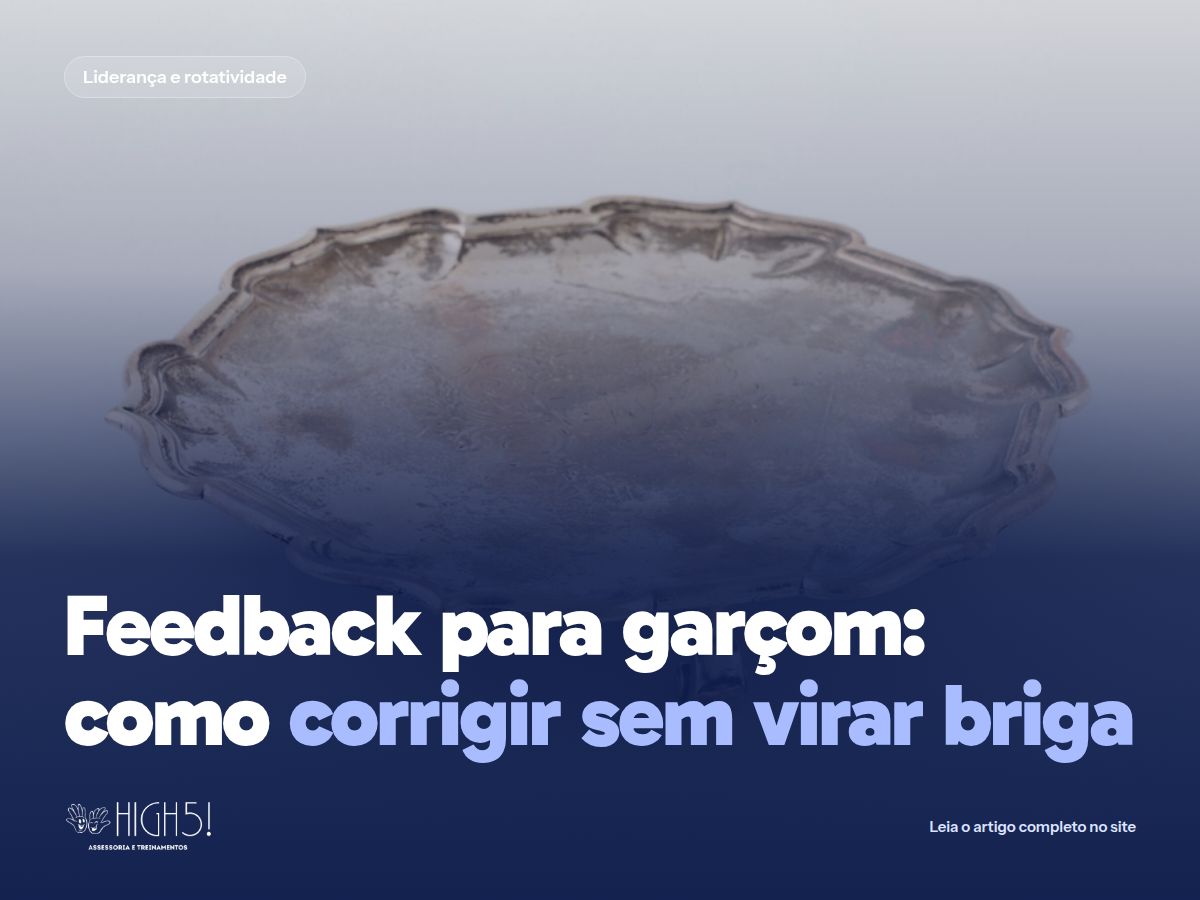 Liderança e rotatividade
Feedback para garçom:
como corrigir sem virar briga
HIGH5!
ASSESSORIA E TREINAMENTOS
Leia o artigo completo no site